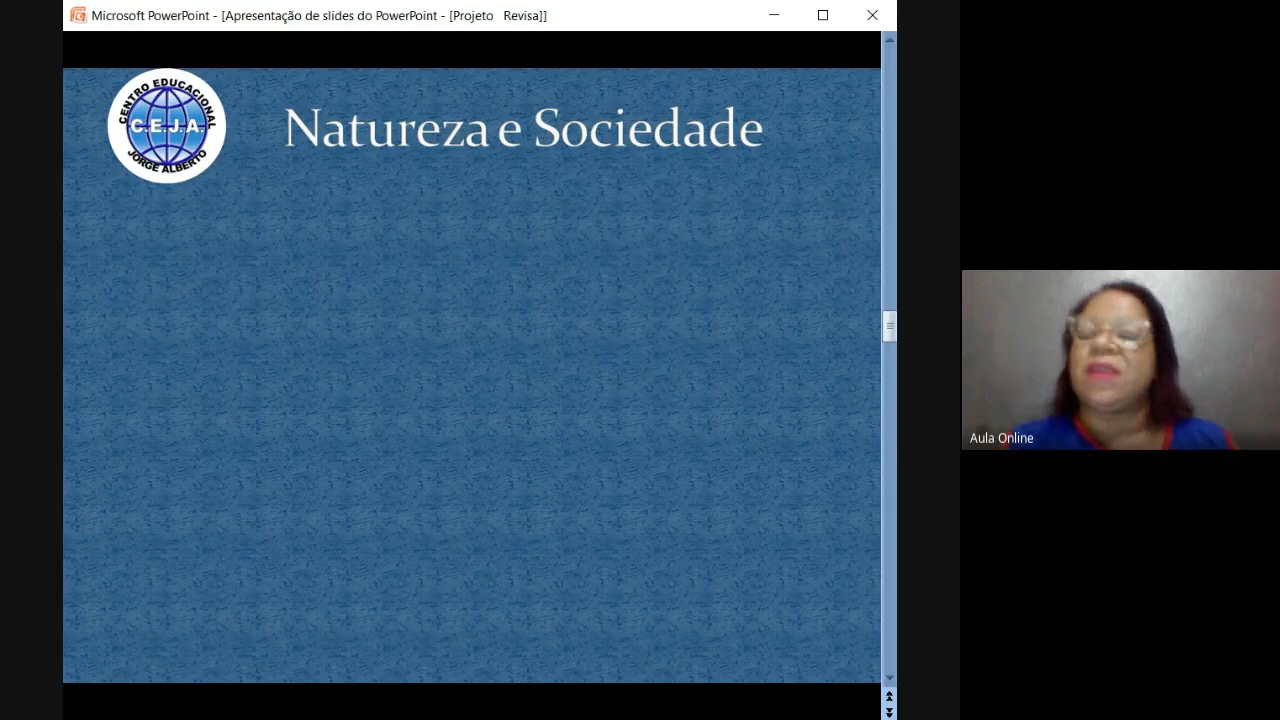 Microsoft PowerPoint - [Apresentação de slides do PowerPoint - [Projeto   Revisa]]
CENTRO EDUCACIONAL
C.E.J.A.
JORGE ALBERTO
Natureza e Sociedade
Aula Online